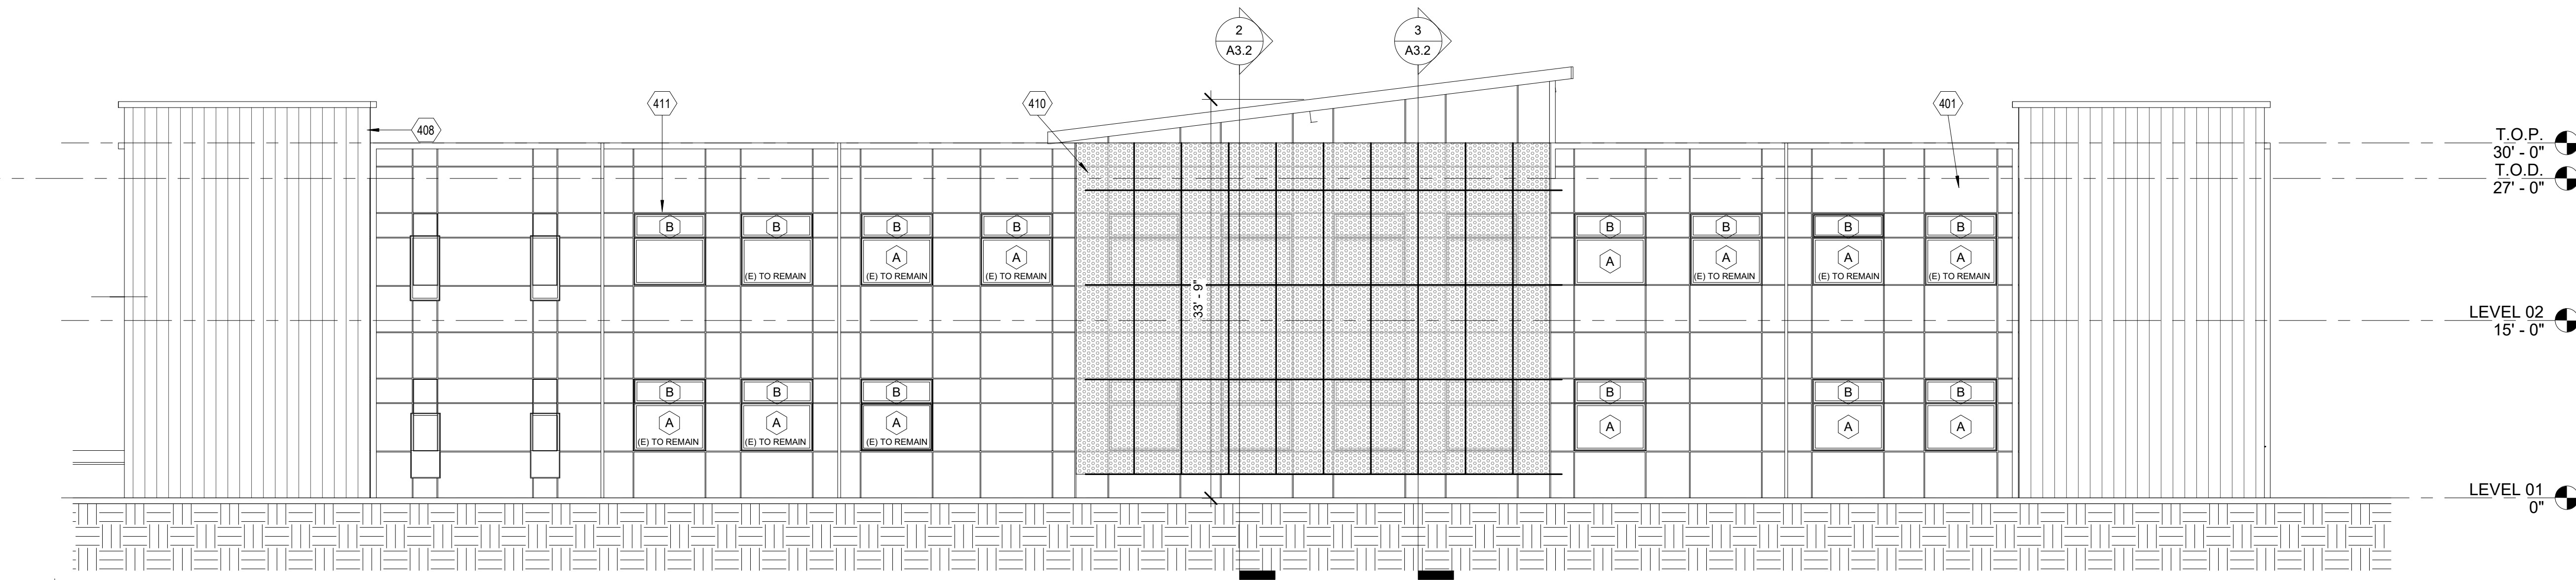 2
A3.2
3
A3.2
411
410
401
408
T.O.P.
30' - 0"
T.O.D.
27' - 0"
B
B
B
B
B
B
B
B
A
(E) TO REMAIN
(E) TO REMAIN
A
(E) TO REMAIN
A
A
(E) TO REMAIN
A
(E) TO REMAIN
A
(E) TO REMAIN
33' - 9"
LEVEL 02
15' - 0"
B
B
B
B
B
B
A
(E) TO REMAIN
A
(E) TO REMAIN
A
(E) TO REMAIN
A
A
A
LEVEL 01
0"